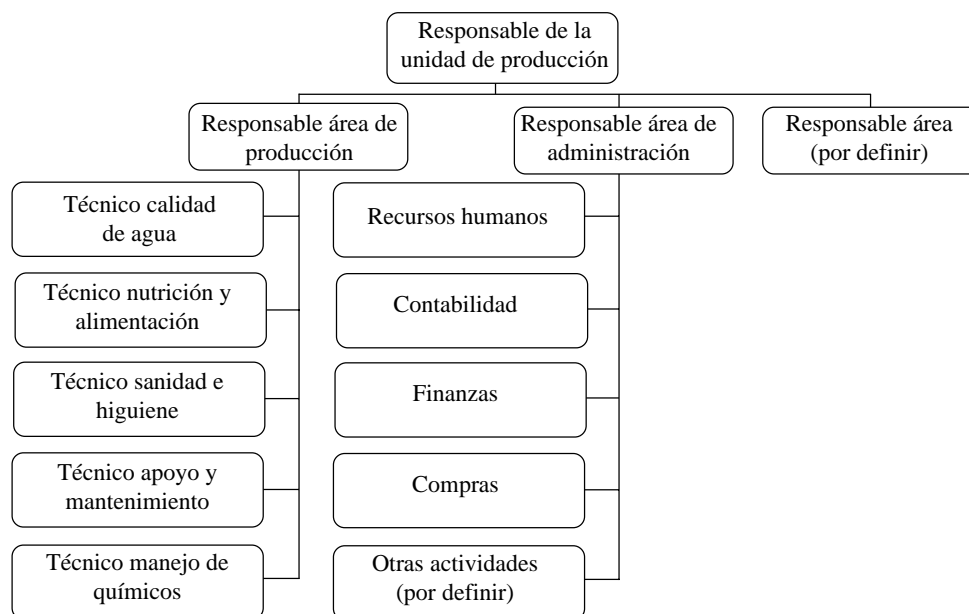 Responsable de la
unidad de producción
Responsable área de
producción
Responsable área de
administración
Responsable área
(por definir)
Técnico calidad
de agua
Técnico nutrición y
alimentación
Técnico sanidad e
higuiene
Técnico apoyo y
mantenimiento
Técnico manejo de
químicos
Recursos humanos
Contabilidad
Finanzas
Compras
Otras actividades
(por definir)